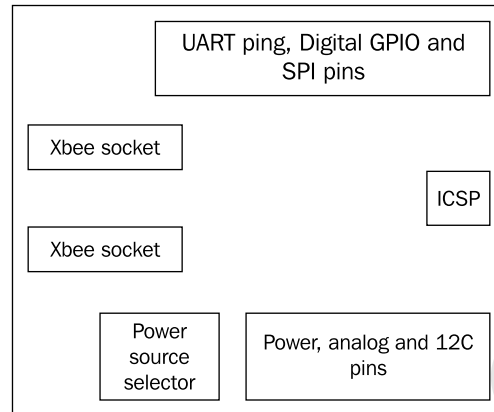 UART ping, Digital GPIO and
SPI pins
Xbee socket
ICSP
Xbee socket
Power
source
selector
Power, analog and 12C
pins